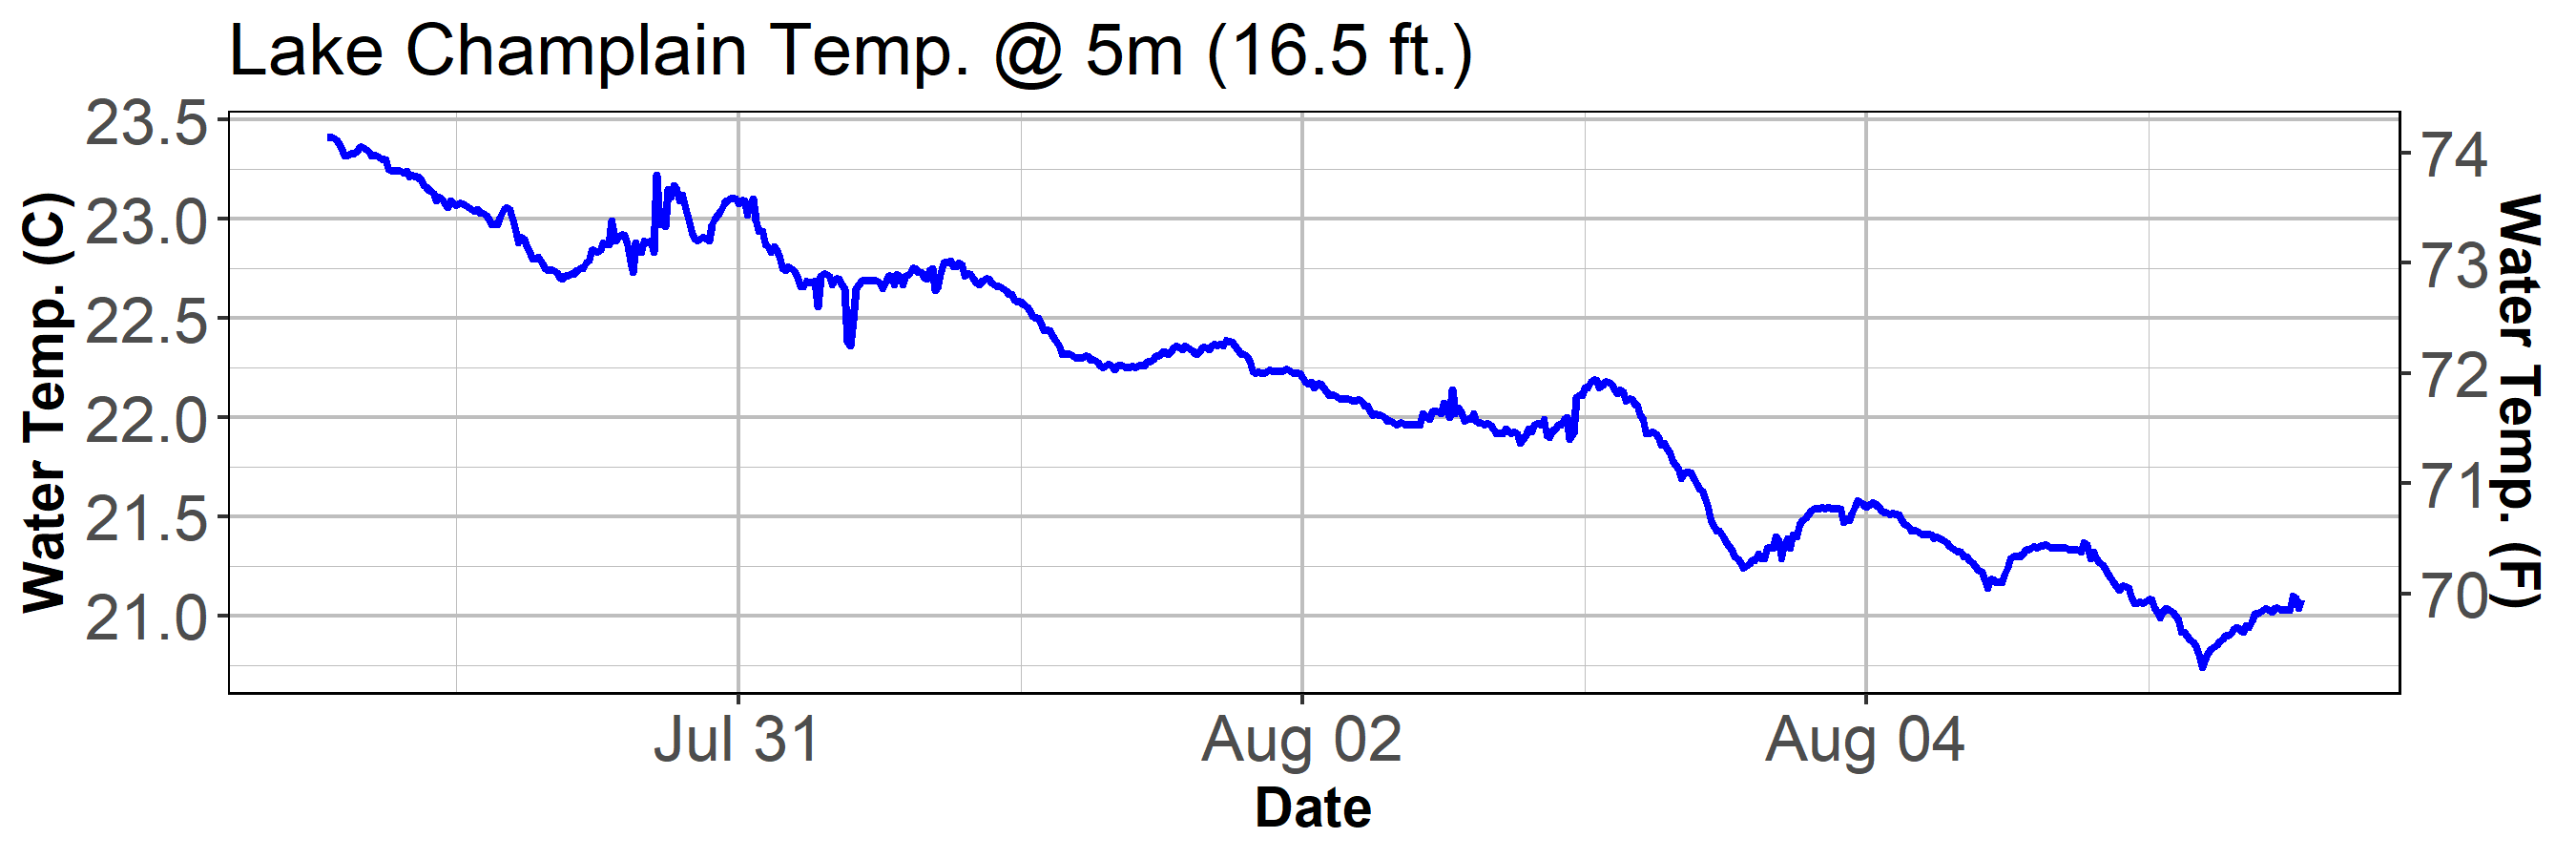 Lake Champlain Temp. @ 5m (16.5 ft.)
Water Temp. (C)
23.5
23.0
22.5
22.0
21.5
21.0
74
73
72
71
70
Water Temp. (F)
Jul 31
Aug 02
Aug 04
Date